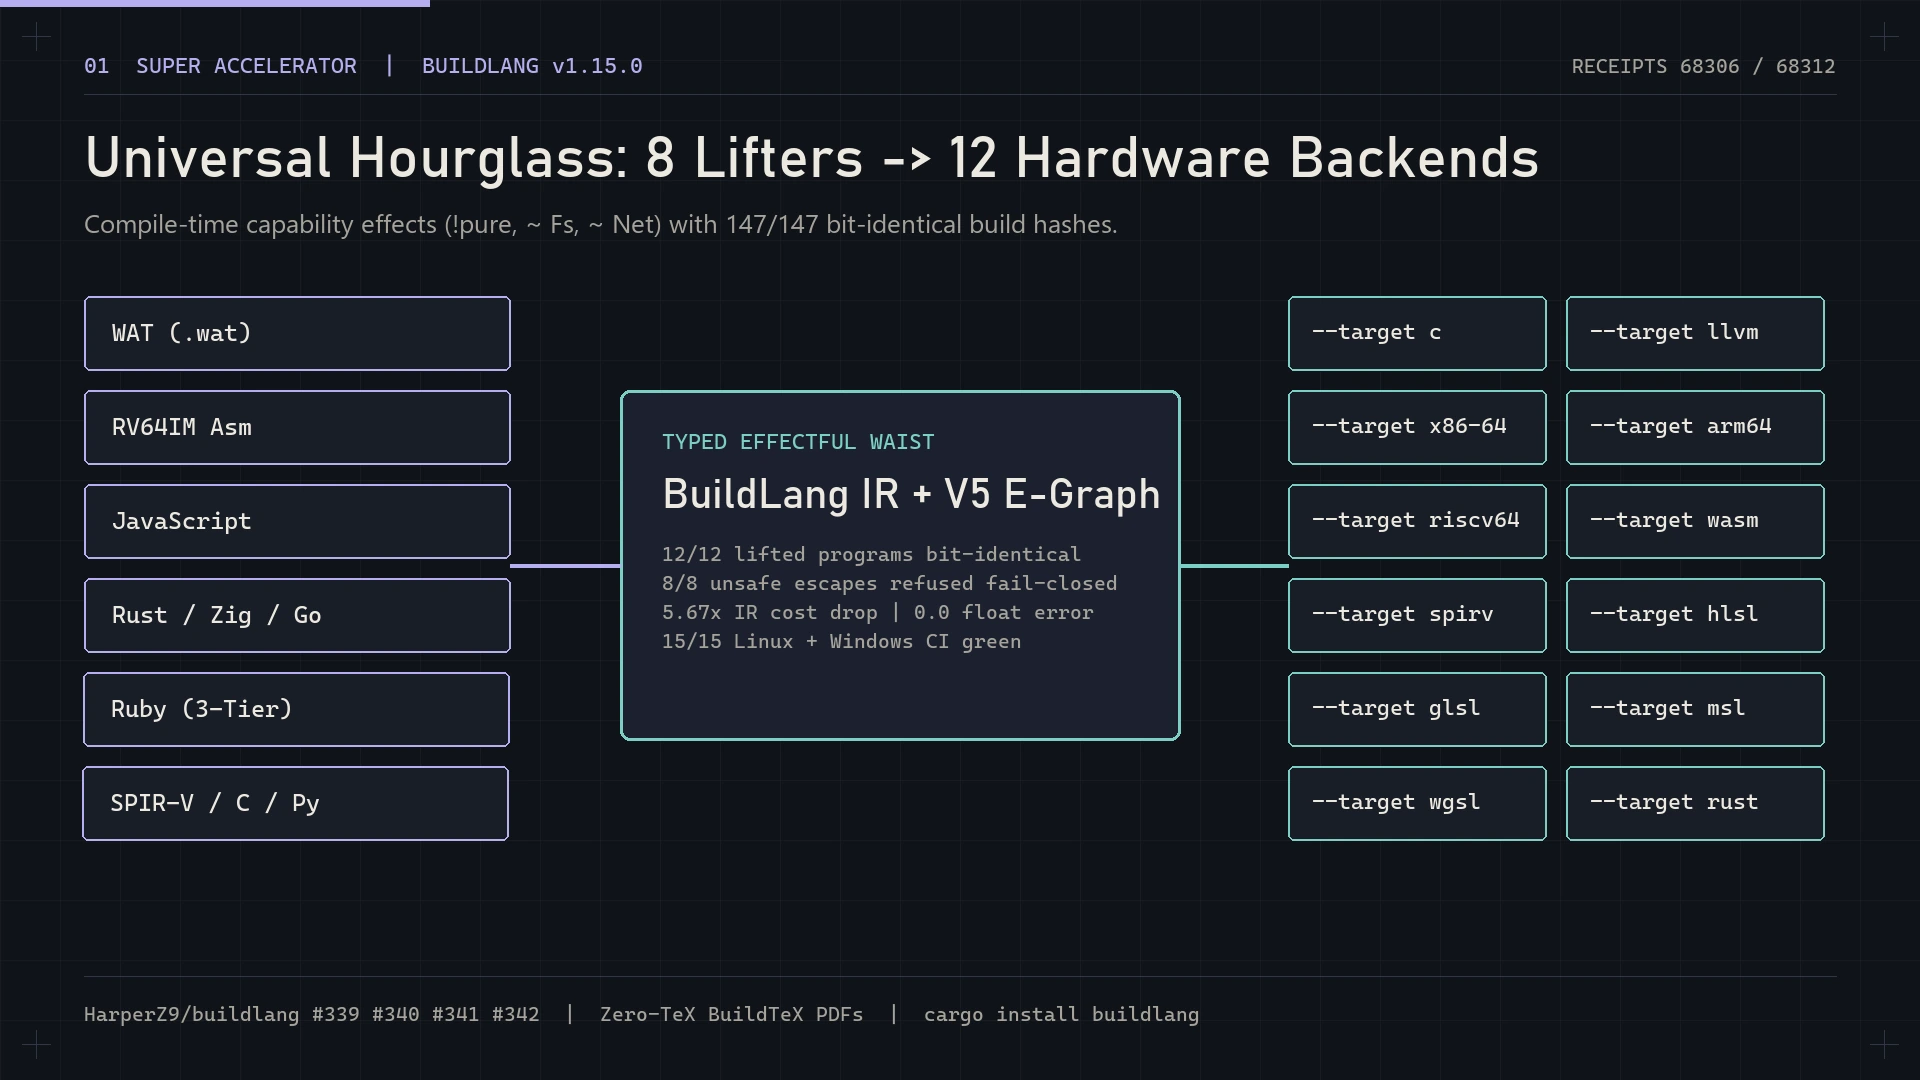 01  SUPER ACCELERATOR  |  BUILDLANG v1.15.0
RECEIPTS 68306 / 68312
Universal Hourglass: 8 Lifters -> 12 Hardware Backends
Compile-time capability effects (!pure, ~ Fs, ~ Net) with 147/147 bit-identical build hashes.
WAT (.wat)
RV64IM Asm
JavaScript
Rust / Zig / Go
Ruby (3-Tier)
SPIR-V / C / Py
TYPED EFFECTFUL WAIST
BuildLang IR + V5 E-Graph
12/12 lifted programs bit-identical
8/8 unsafe escapes refused fail-closed
5.67x IR cost drop | 0.0 float error
15/15 Linux + Windows CI green
--target c
--target llvm
--target x86-64
--target arm64
--target riscv64
--target wasm
--target spirv
--target hlsl
--target glsl
--target msl
--target wgsl
--target rust
HarperZ9/buildlang #339 #340 #341 #342  |  Zero-TeX BuildTeX PDFs  |  cargo install buildlang